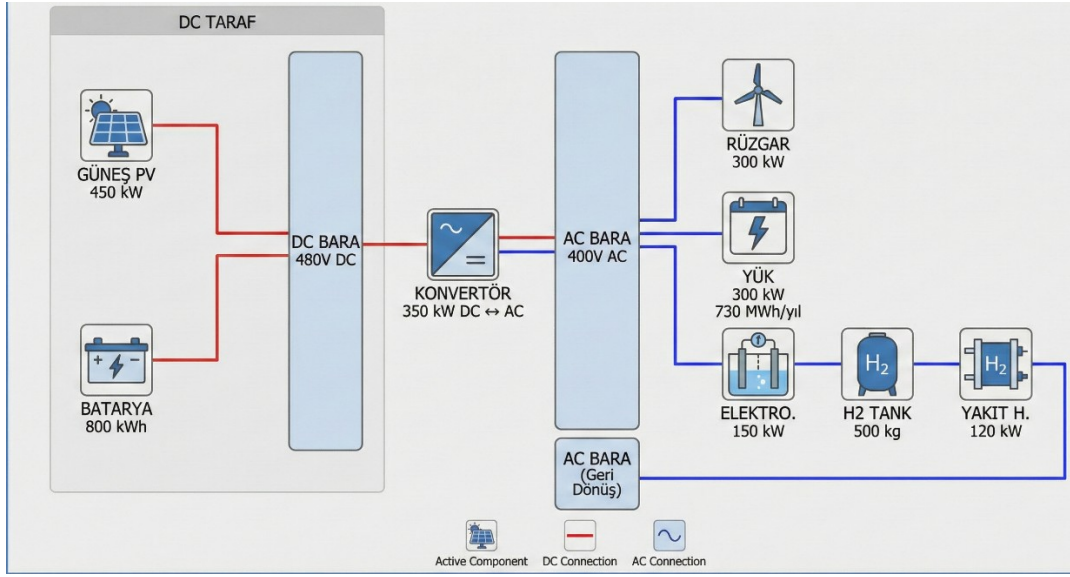 DC TARAF
GÜNEŞ PV
450 kW
BATARYA
800 kWh
DC BARA
480V DC
KONVERTÖR
350 kW DC ↔ AC
AC BARA
400V AC
RÜZGAR
300 kW
YÜK
300 kW
730 MWh/yıl
ELEKTRO.
150 kW
H2 TANK
500 kg
YAKIT H.
120 kW
H₂
H₂
AC BARA
(Geri
Dönüş)
Active Component
DC Connection
AC Connection